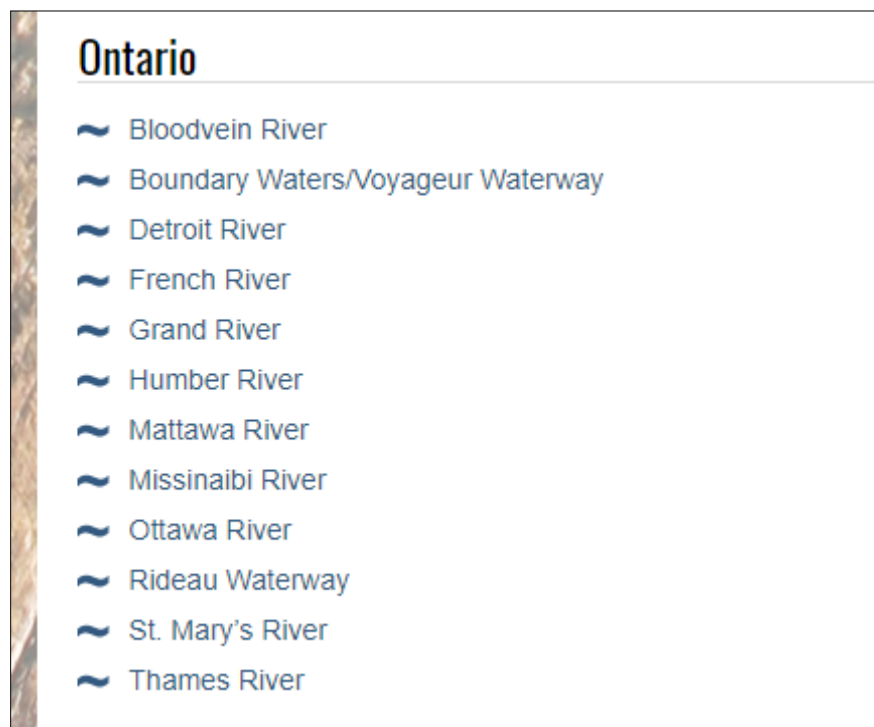 Ontario
Bloodvein River
Boundary Waters/Voyageur Waterway
Detroit River
French River
Grand River
Humber River
Mattawa River
Missinaibi River
Ottawa River
Rideau Waterway
St. Mary’s River
Thames River